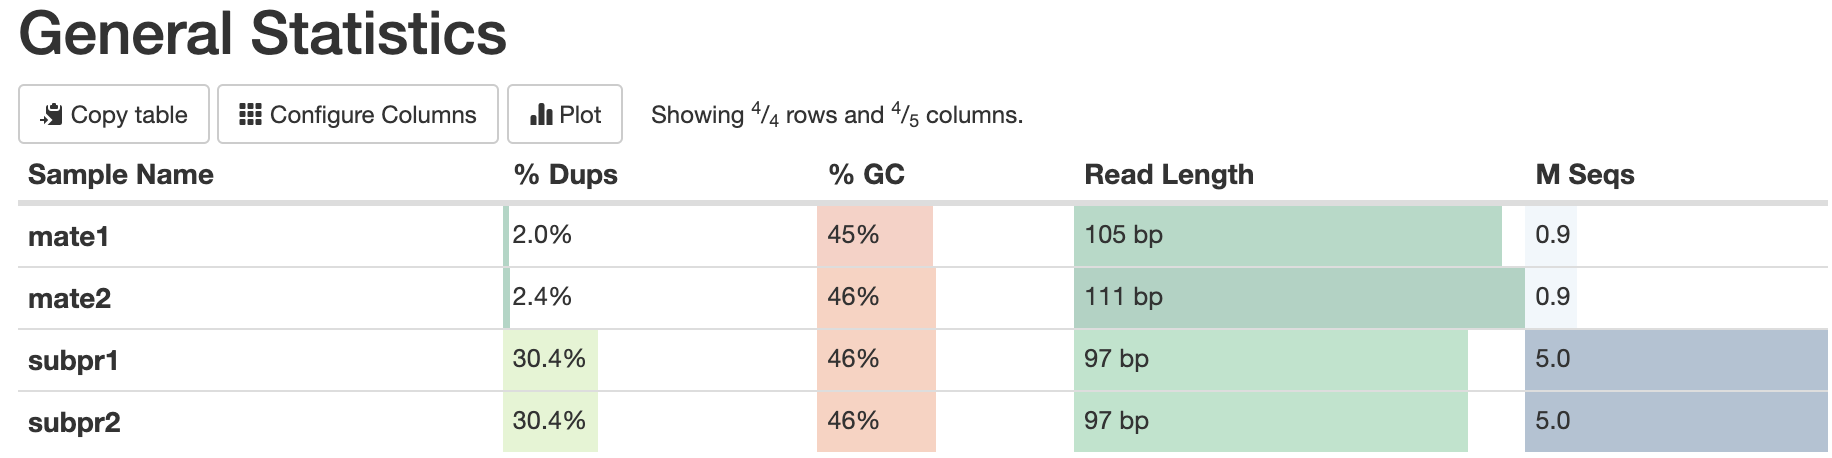 General Statistics
Copy table Configure Columns Plot Showing 4/4 rows and 4/5 columns.
Sample Name % Dups % GC Read Length M Seqs
mate1 2.0% 45% 105 bp 0.9
mate2 2.4% 46% 111 bp 0.9
subpr1 30.4% 46% 97 bp 5.0
subpr2 30.4% 46% 97 bp 5.0